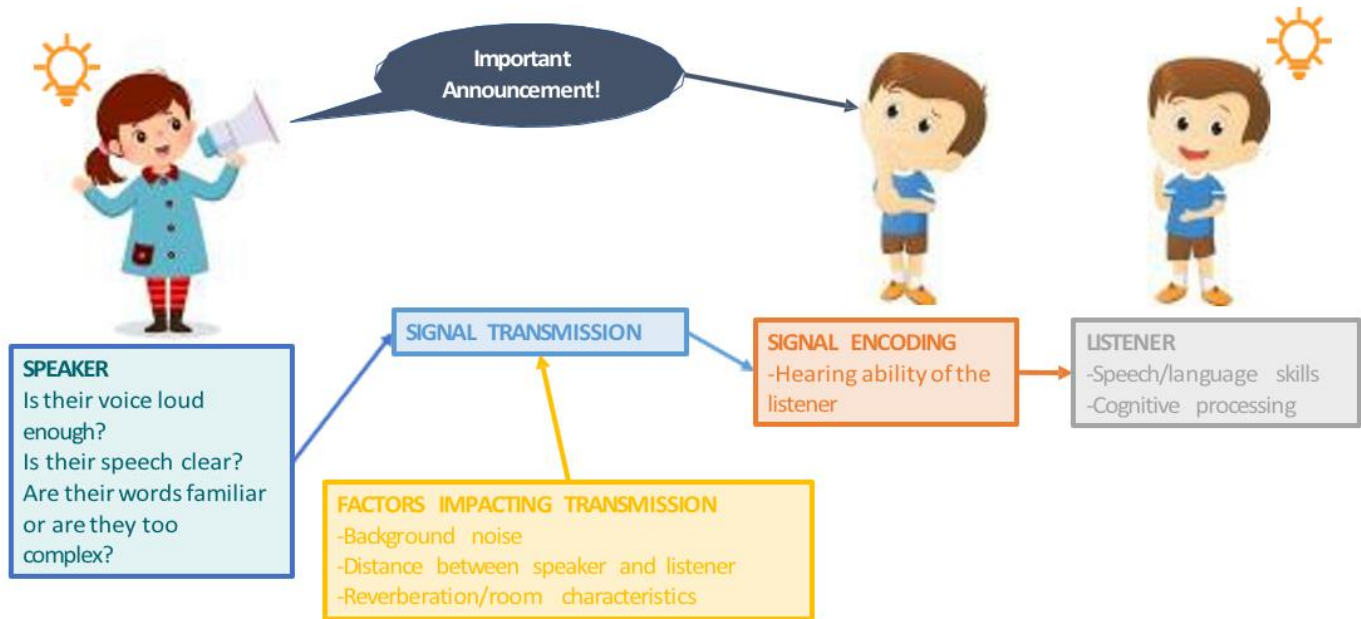 Important
Announcement!
SPEAKER
Is their voice loud
enough?
Is their speech clear?
Are their words familiar
or are they too
complex?
SIGNAL TRANSMISSION
FACTORS IMPACTING TRANSMISSION
-Background noise
-Distance between speaker and listener
-Reverberation/room characteristics
SIGNAL ENCODING
-Hearing ability of the
listener
LISTENER
-Speech/language skills
-Cognitive processing